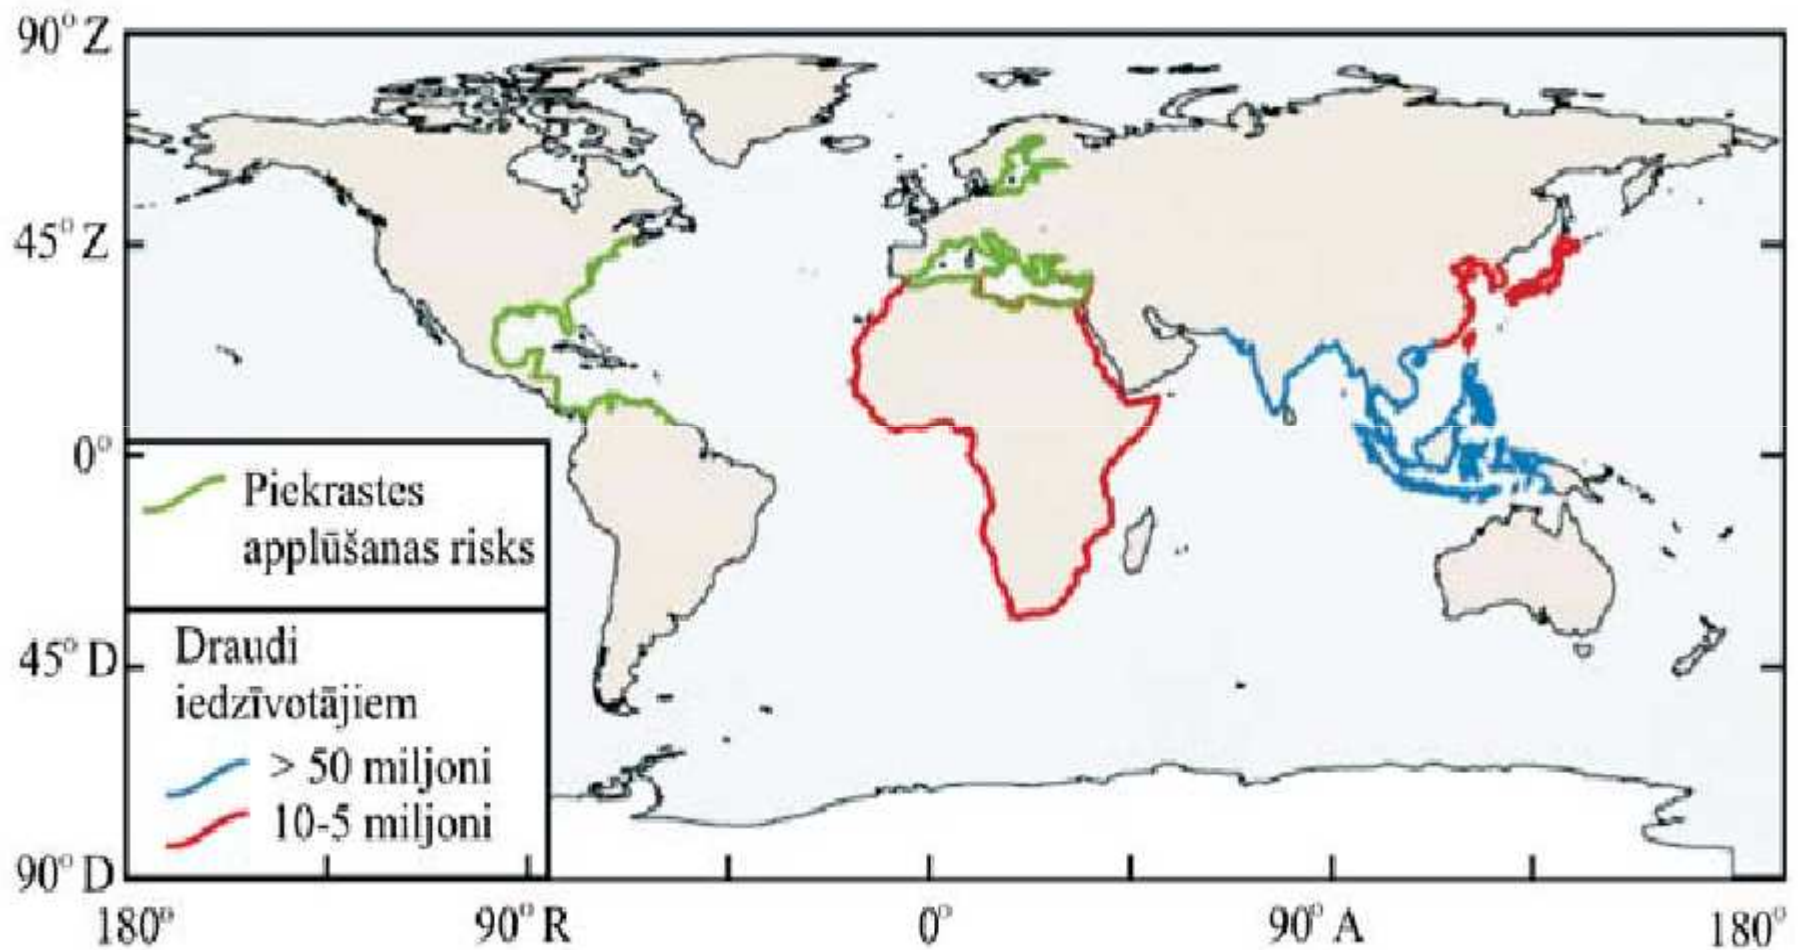 90° Z
45° Z
0°
45° D
90° D
Piekrastes
applūšanas risks
Draudi
iedzīvotājiem
> 50 miljoni
10-5 miljoni
180° 90° R 0° 90° A 180°